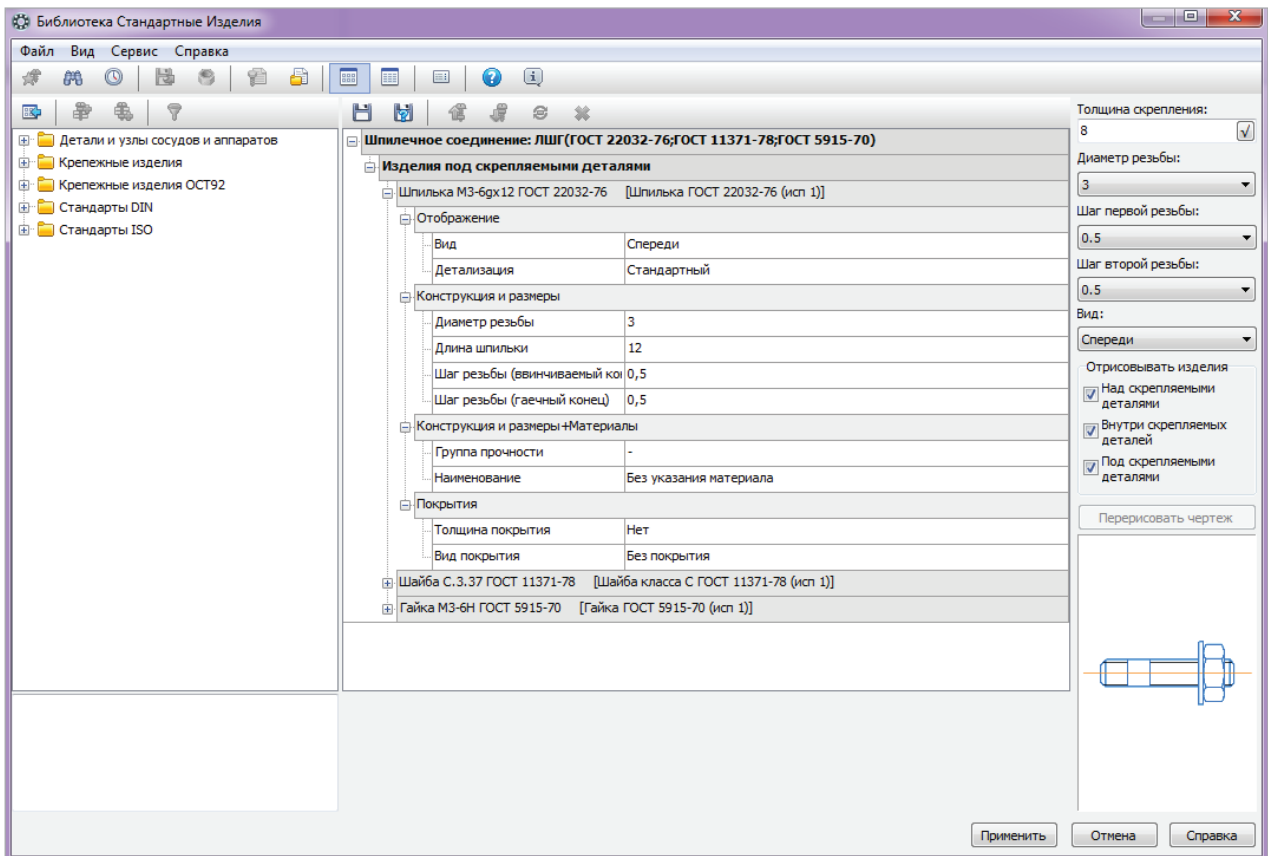 Библиотека Стандартные Изделия
Файл Вид Сервис Справка
Детали и узлы сосудов и аппаратов
Крепежные изделия
Крепежные изделия ОСТ92
Стандарты DIN
Стандарты ISO
Шпилечное соединение: ЛШГ(ГОСТ 22032-76;ГОСТ 11371-78;ГОСТ 5915-70)
Изделия под скрепляемыми деталями
Шпилька М3-6gх12 ГОСТ 22032-76 [Шпилька ГОСТ 22032-76 (исп 1)]
Отображение
Вид Спереди
Детализация Стандартный
Конструкция и размеры
Диаметр резьбы 3
Длина шпильки 12
Шаг резьбы (ввинчиваемый ко 0,5
Шаг резьбы (гаечный конец) 0,5
Конструкция и размеры+Материалы
Группа прочности -
Наименование Без указания материала
Покрытия
Толщина покрытия Нет
Вид покрытия Без покрытия
Шайба C.3.37 ГОСТ 11371-78 [Шайба класса С ГОСТ 11371-78 (исп 1)]
Гайка М3-6Н ГОСТ 5915-70 [Гайка ГОСТ 5915-70 (исп 1)]
Толщина скрепления:
8
Диаметр резьбы:
3
Шаг первой резьбы:
0.5
Шаг второй резьбы:
0.5
Вид:
Спереди
Отрисовывать изделия
Над скрепляемыми
деталями
Внутри скрепляемых
деталей
Под скрепляемыми
деталями
Перерисовать чертеж
Применить Отмена Справка